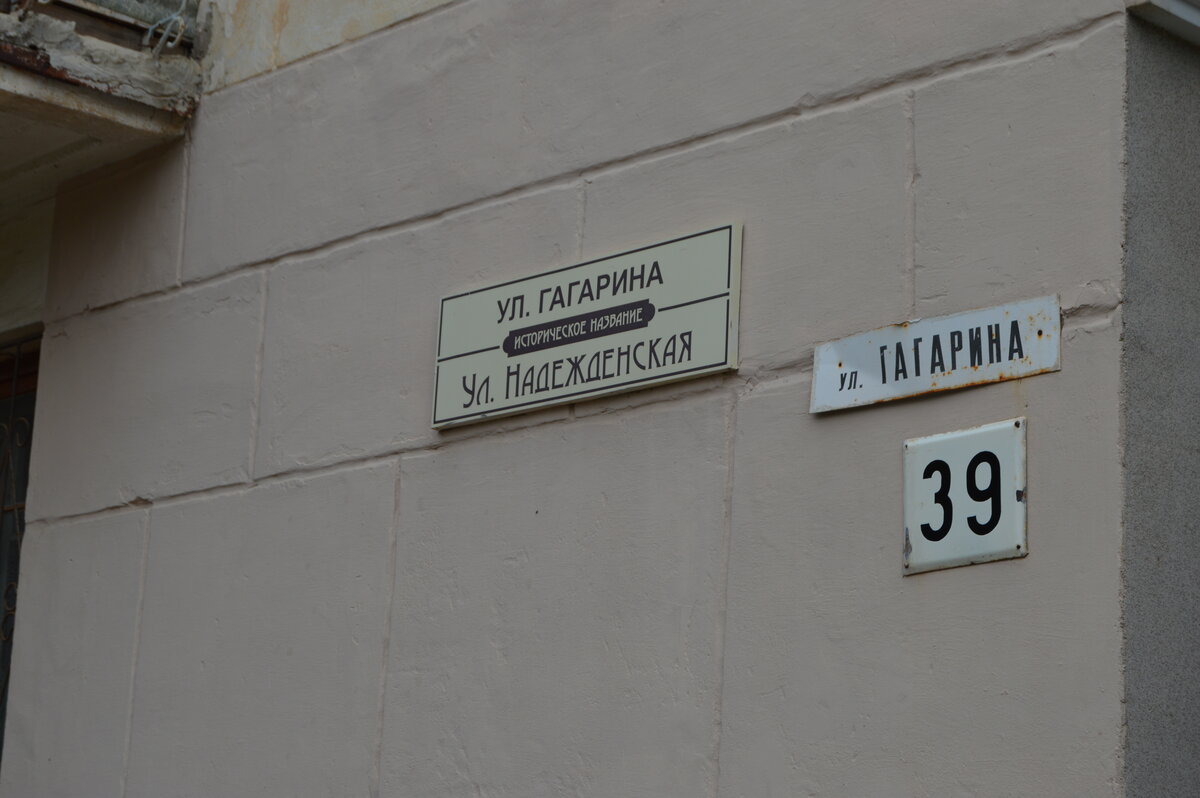 УЛ. ГАГАРИНА
ИСТОРИЧЕСКОЕ НАЗВАНИЕ
Ул. Надежденская
УЛ. ГАГАРИНА
39